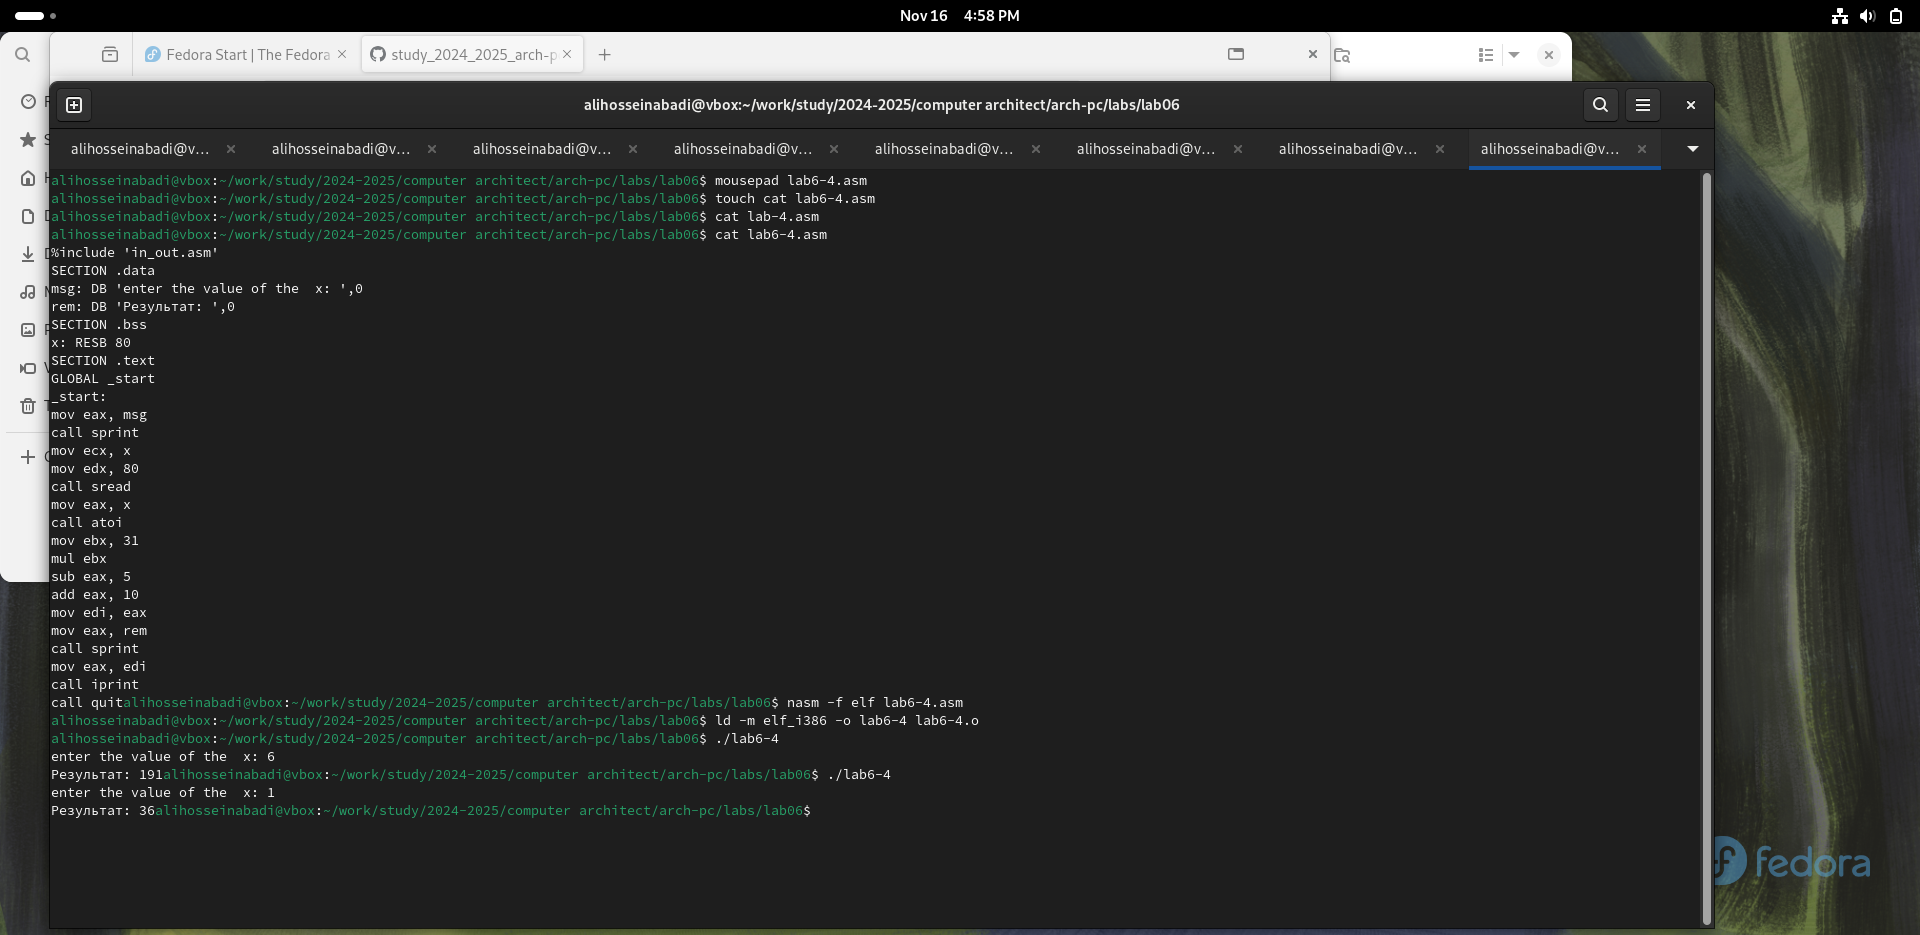 Nov 16 4:58 PM
Fedora Start | The Fedora
study_2024_2025_arch-p
alihosseinabadi@vbox:~/work/study/2024-2025/computer architect/arch-pc/labs/lab06
alihosseinabadi@v... alihosseinabadi@v... alihosseinabadi@v... alihosseinabadi@v... alihosseinabadi@v... alihosseinabadi@v... alihosseinabadi@v... alihosseinabadi@v...
alihosseinabadi@vbox:~/work/study/2024-2025/computer architect/arch-pc/labs/lab06$ mousepad lab6-4.asm
alihosseinabadi@vbox:~/work/study/2024-2025/computer architect/arch-pc/labs/lab06$ touch cat lab6-4.asm
alihosseinabadi@vbox:~/work/study/2024-2025/computer architect/arch-pc/labs/lab06$ cat lab-4.asm
alihosseinabadi@vbox:~/work/study/2024-2025/computer architect/arch-pc/labs/lab06$ cat lab6-4.asm
%include 'in_out.asm'
SECTION .data
msg: DB 'enter the value of the  x: ',0
rem: DB 'Результат: ',0
SECTION .bss
x: RESB 80
SECTION .text
GLOBAL _start
_start:
mov eax, msg
call sprint
mov ecx, x
mov edx, 80
call sread
mov eax, x
call atoi
mov ebx, 31
mul ebx
sub eax, 5
add eax, 10
mov edi, eax
mov eax, rem
call sprint
mov eax, edi
call iprint
call quitalihosseinabadi@vbox:~/work/study/2024-2025/computer architect/arch-pc/labs/lab06$ nasm -f elf lab6-4.asm
alihosseinabadi@vbox:~/work/study/2024-2025/computer architect/arch-pc/labs/lab06$ ld -m elf_i386 -o lab6-4 lab6-4.o
alihosseinabadi@vbox:~/work/study/2024-2025/computer architect/arch-pc/labs/lab06$ ./lab6-4
enter the value of the  x: 6
Результат: 191alihosseinabadi@vbox:~/work/study/2024-2025/computer architect/arch-pc/labs/lab06$ ./lab6-4
enter the value of the  x: 1
Результат: 36alihosseinabadi@vbox:~/work/study/2024-2025/computer architect/arch-pc/labs/lab06$
fedora